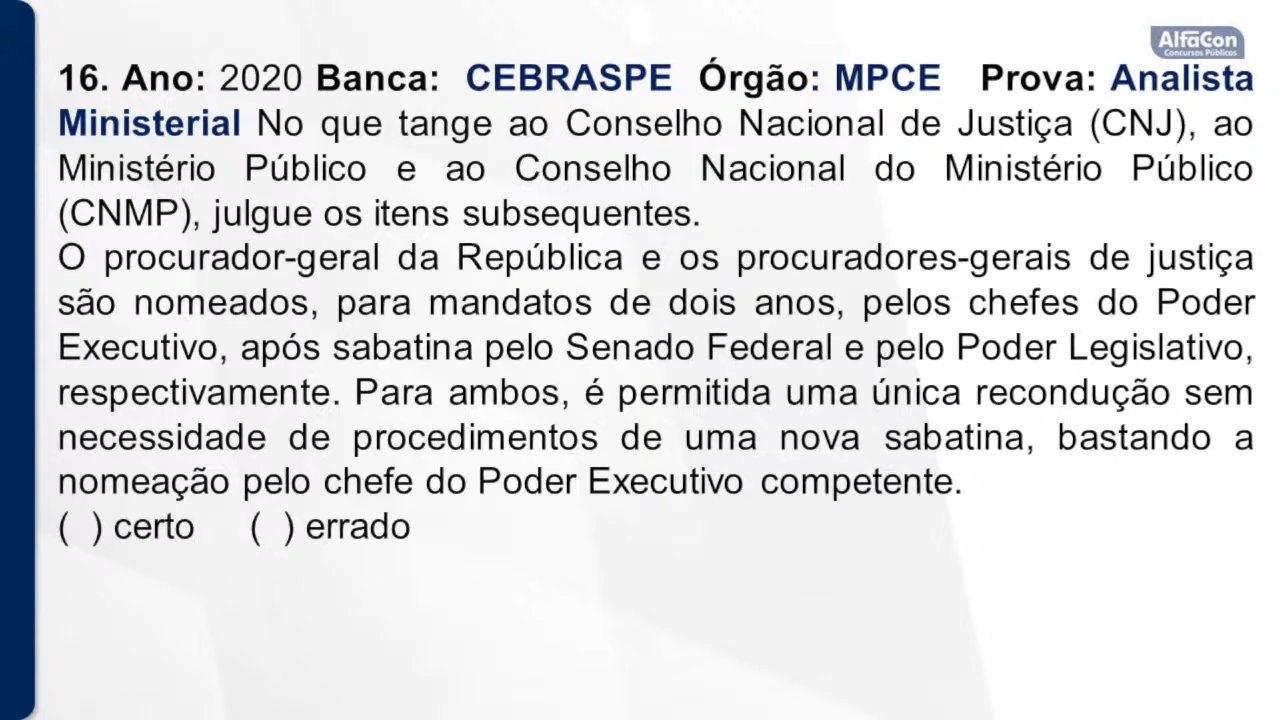 AlfaCon
Concursos Públicos
16. Ano: 2020 Banca: CEBRASPE Órgão: MPCE Prova: Analista
Ministerial No que tange ao Conselho Nacional de Justiça (CNJ), ao
Ministério Público e ao Conselho Nacional do Ministério Público
(CNMP), julgue os itens subsequentes.
O procurador-geral da República e os procuradores-gerais de justiça
são nomeados, para mandatos de dois anos, pelos chefes do Poder
Executivo, após sabatina pelo Senado Federal e pelo Poder Legislativo,
respectivamente. Para ambos, é permitida uma única recondução sem
necessidade de procedimentos de uma nova sabatina, bastando a
nomeação pelo chefe do Poder Executivo competente.
( ) certo ( ) errado